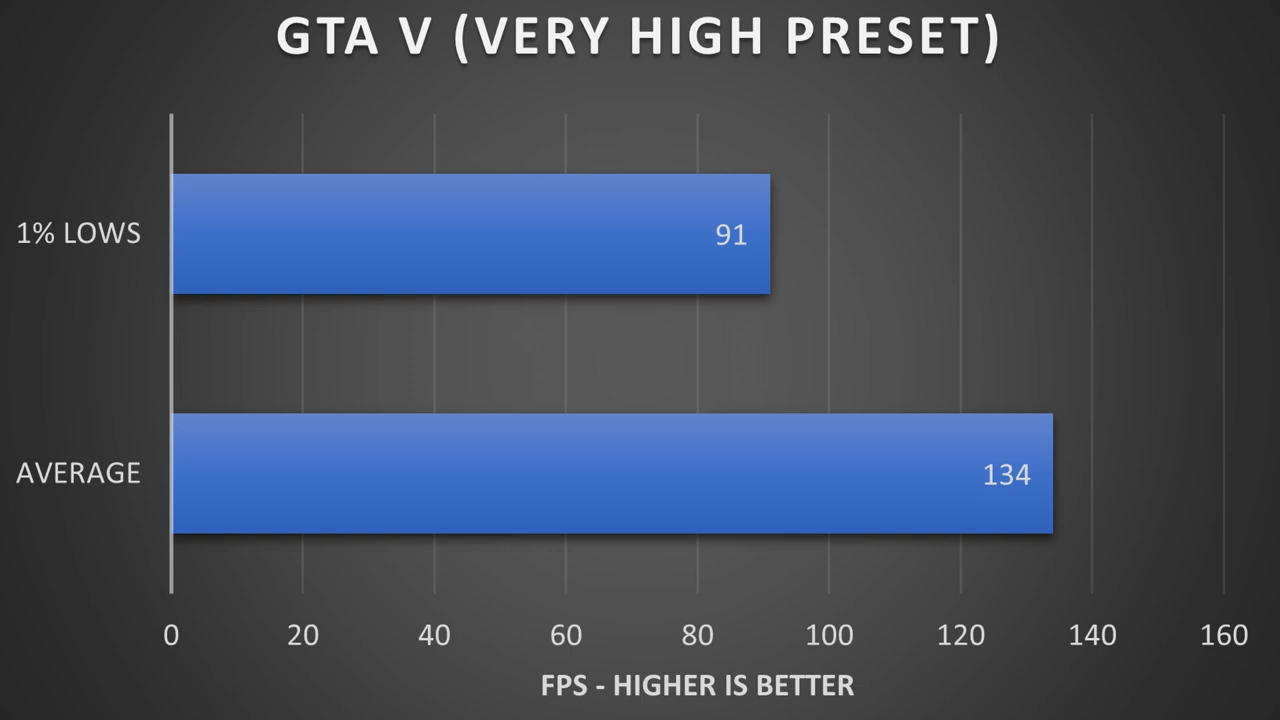 GTA V (VERY HIGH PRESET)
1% LOWS
91
AVERAGE
134
0 20 40 60 80 100 120 140 160
FPS - HIGHER IS BETTER